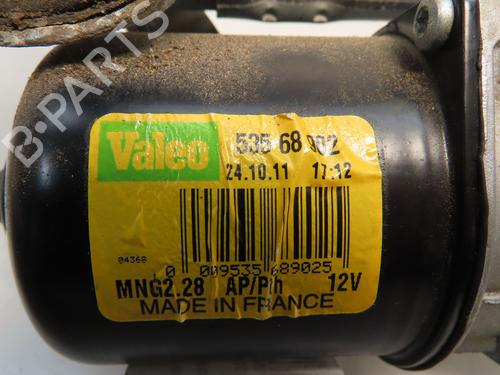 B-PARTS
Valeo 535 68 902
24.10.11 17:12
04368
0 009535 689025
MNG2.28 AP/Pth 12V
MADE IN FRANCE